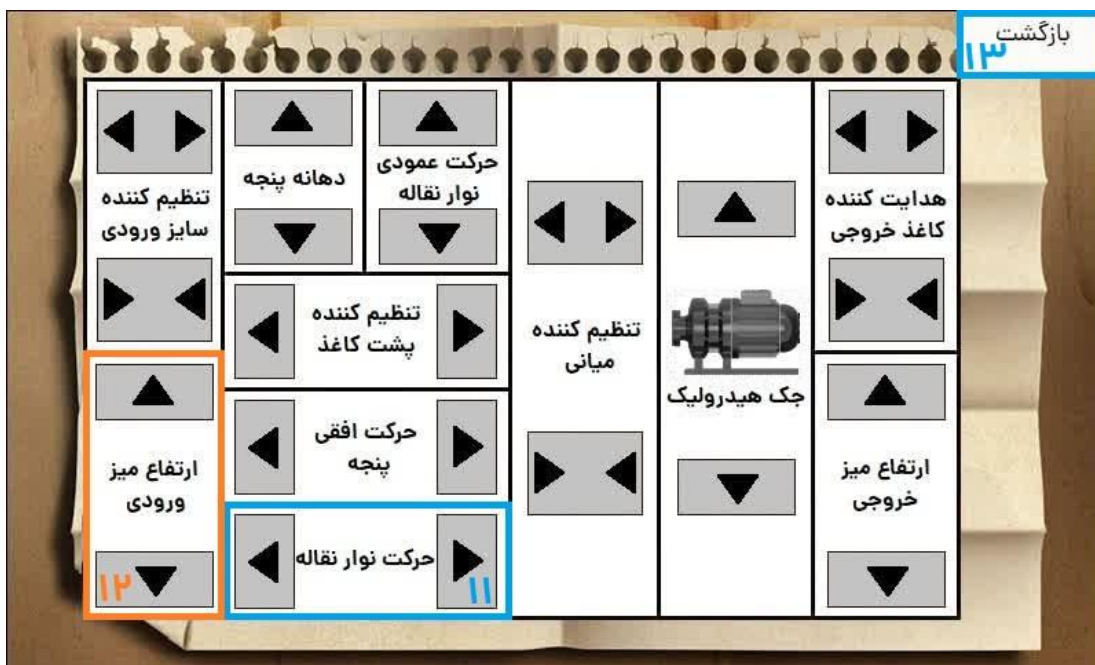 بازگشت
۱۳
هدایت کننده
کاغذ خروجی
ارتفاع میز
خروجی
جک هیدرولیک
تنظیم کننده
میانی
حرکت عمودی
نوار نقاله
دهانه پنجه
تنظیم کننده
پشت کاغذ
حرکت افقی
پنجه
حرکت نوار نقاله
۱۱
تنظیم کننده
سایز ورودی
ارتفاع میز
ورودی
۱۲